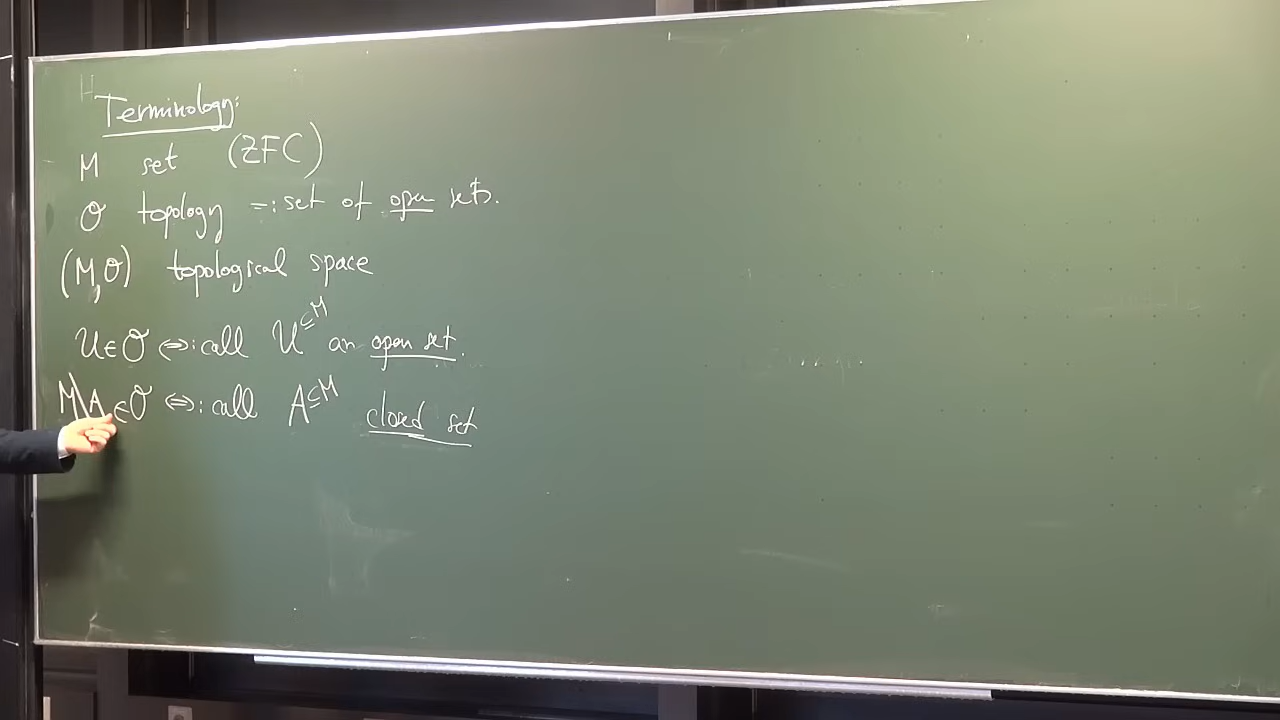 Terminology:
M set (ZFC)
𝒪 topology =: set of open sets.
(M,𝒪) topological space
U∈𝒪 ⇔: call U⊆M an open set.
M\A∈𝒪 ⇔: call A⊆M closed set